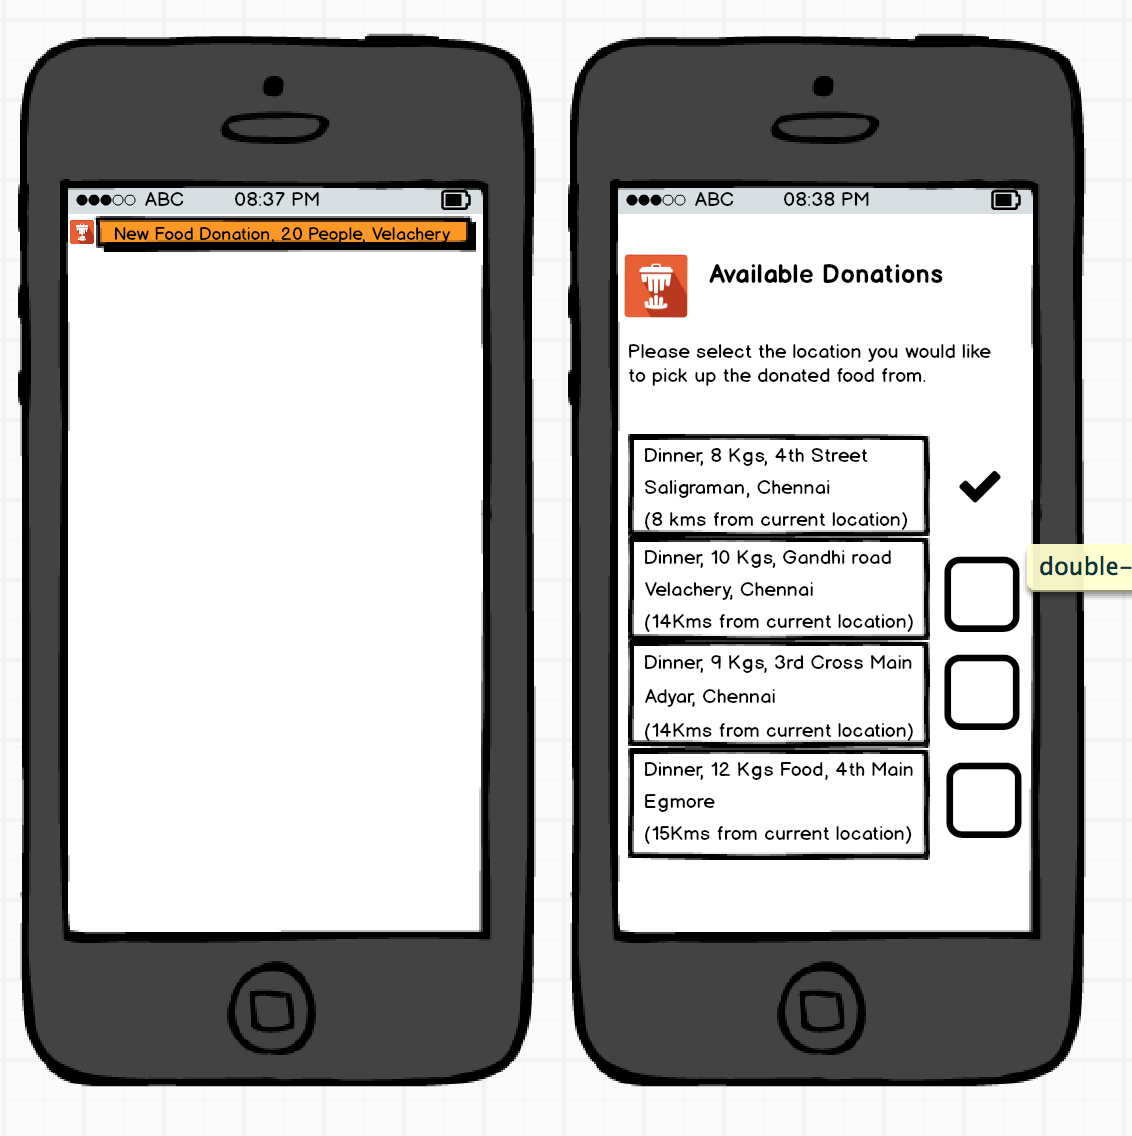 ABC 08:37 PM
New Food Donation, 20 People, Velachery
ABC 08:38 PM
Available Donations
Please select the location you would like
to pick up the donated food from.
Dinner, 8 Kgs, 4th Street
Saligraman, Chennai
(8 kms from current location)
Dinner, 10 Kgs, Gandhi road
Velachery, Chennai
(14Kms from current location)
double-
Dinner, 9 Kgs, 3rd Cross Main
Adyar, Chennai
(14Kms from current location)
Dinner, 12 Kgs Food, 4th Main
Egmore
(15Kms from current location)